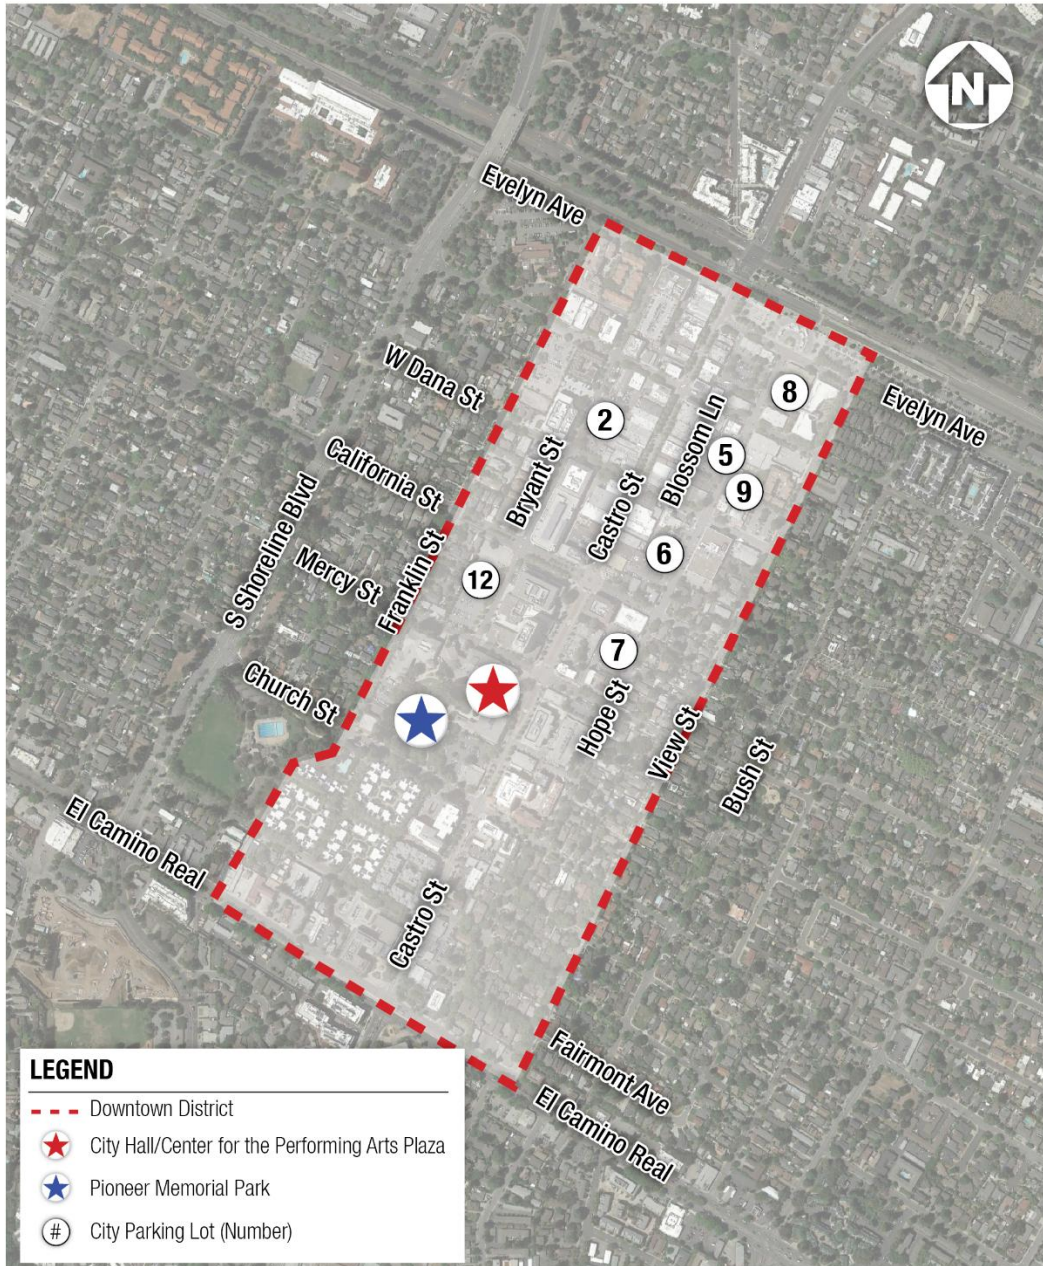 N
Evelyn Ave
W Dana St
8
Evelyn Ave
2
Blossom Ln
5
California St
Bryant St
9
S Shoreline Blvd
Castro St
6
Mercy St
Franklin St
12
7
Church St
Hope St
View St
Bush St
El Camino Real
Castro St
Fairmont Ave
El Camino Real
LEGEND
Downtown District
City Hall/Center for the Performing Arts Plaza
Pioneer Memorial Park
# City Parking Lot (Number)